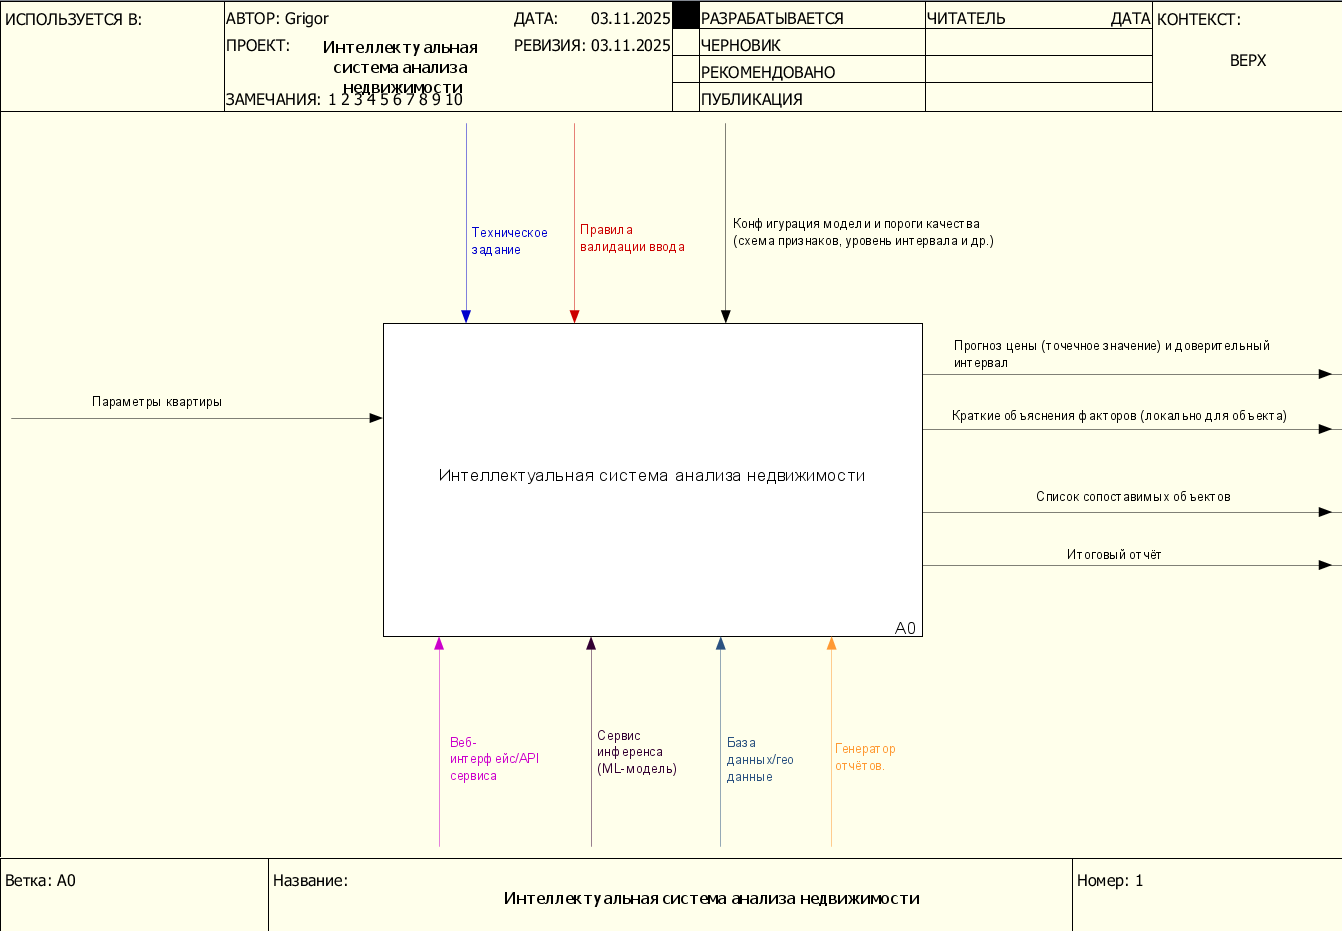 ИСПОЛЬЗУЕТСЯ В:
АВТОР: Grigor
ДАТА: 03.11.2025
ПРОЕКТ: Интеллектуальная
система анализа
недвижимости
РЕВИЗИЯ: 03.11.2025
ЗАМЕЧАНИЯ: 1 2 3 4 5 6 7 8 9 10
РАЗРАБАТЫВАЕТСЯ
ЧЕРНОВИК
РЕКОМЕНДОВАНО
ПУБЛИКАЦИЯ
ЧИТАТЕЛЬ ДАТА
КОНТЕКСТ:
ВЕРХ
Техническое
задание
Правила
валидации ввода
Конфигурация модели и пороги качества
(схема признаков, уровень интервала и др.)
Параметры квартиры
Прогноз цены (точечное значение) и доверительный
интервал
Краткие объяснения факторов (локально для объекта)
Интеллектуальная система анализа недвижимости
Список сопоставимых объектов
Итоговый отчёт
A0
Веб-
интерфейс/API
сервиса
Сервис
инференса
(ML-модель)
База
данных/гео
данные
Генератор
отчётов.
Ветка: A0
Название:
Интеллектуальная система анализа недвижимости
Номер: 1